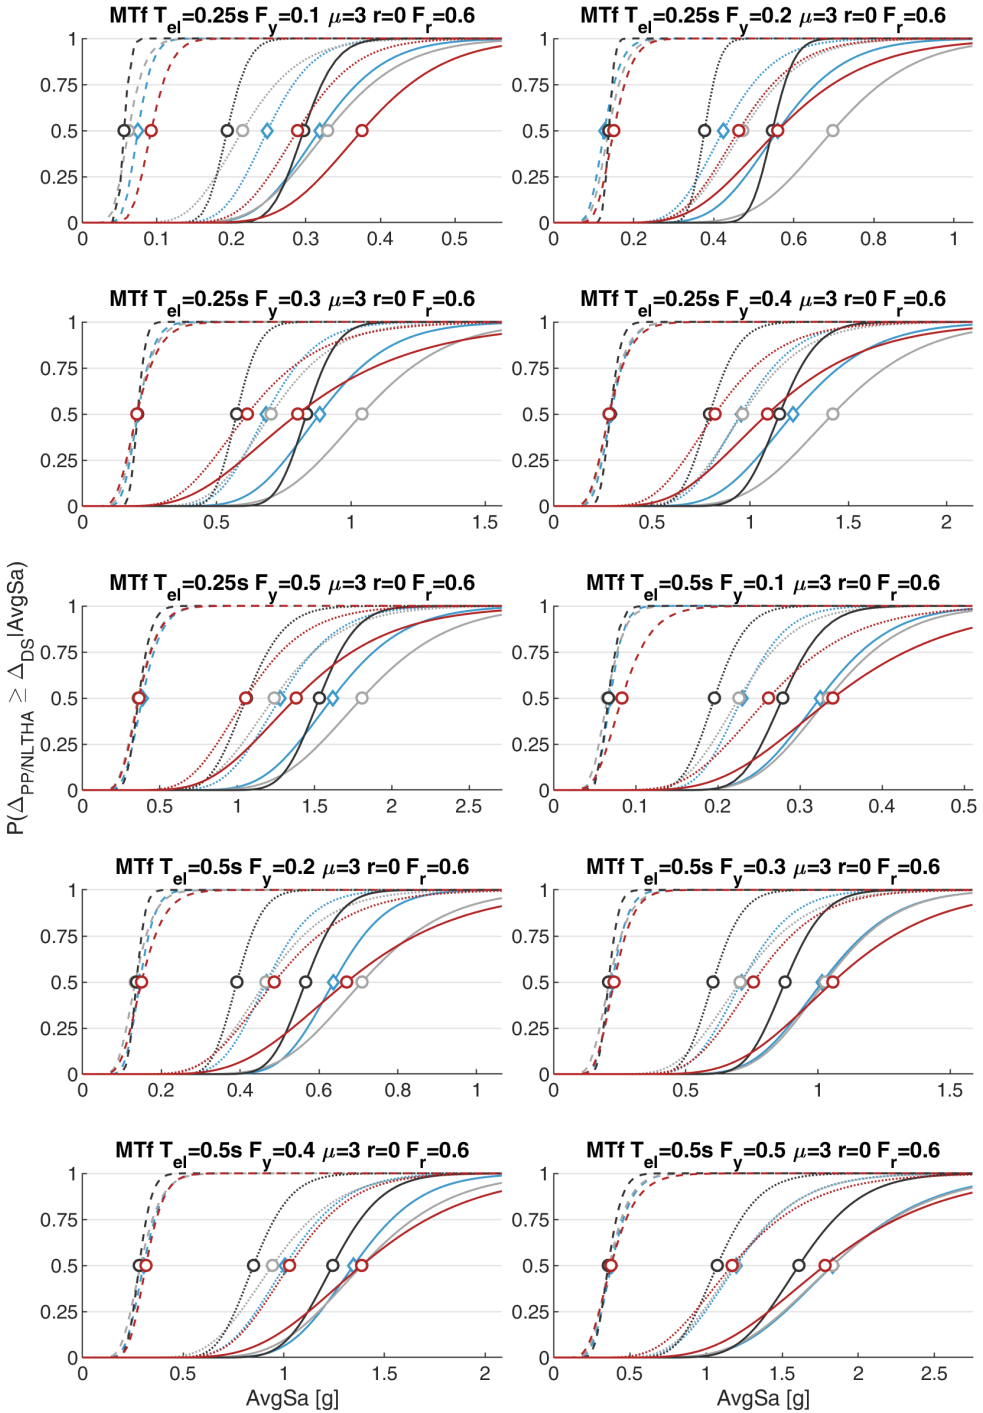 MTf T_el=0.25s F_y=0.1 μ=3 r=0 F_r=0.6
MTf T_el=0.25s F_y=0.2 μ=3 r=0 F_r=0.6
1
0.75
0.5
0.25
0
0 0.1 0.2 0.3 0.4 0.5
1
0.75
0.5
0.25
0
0 0.2 0.4 0.6 0.8 1
MTf T_el=0.25s F_y=0.3 μ=3 r=0 F_r=0.6
MTf T_el=0.25s F_y=0.4 μ=3 r=0 F_r=0.6
1
0.75
0.5
0.25
0
0 0.5 1 1.5
1
0.75
0.5
0.25
0
0 0.5 1 1.5 2
P(Δ_PP/NLTHA ≥ Δ_DS|AvgSa)
MTf T_el=0.25s F_y=0.5 μ=3 r=0 F_r=0.6
MTf T_el=0.5s F_y=0.1 μ=3 r=0 F_r=0.6
1
0.75
0.5
0.25
0
0 0.5 1 1.5 2 2.5
1
0.75
0.5
0.25
0
0 0.1 0.2 0.3 0.4 0.5
MTf T_el=0.5s F_y=0.2 μ=3 r=0 F_r=0.6
MTf T_el=0.5s F_y=0.3 μ=3 r=0 F_r=0.6
1
0.75
0.5
0.25
0
0 0.2 0.4 0.6 0.8 1
1
0.75
0.5
0.25
0
0 0.5 1 1.5
MTf T_el=0.5s F_y=0.4 μ=3 r=0 F_r=0.6
MTf T_el=0.5s F_y=0.5 μ=3 r=0 F_r=0.6
1
0.75
0.5
0.25
0
0 0.5 1 1.5 2
AvgSa [g]
1
0.75
0.5
0.25
0
0 0.5 1 1.5 2 2.5
AvgSa [g]